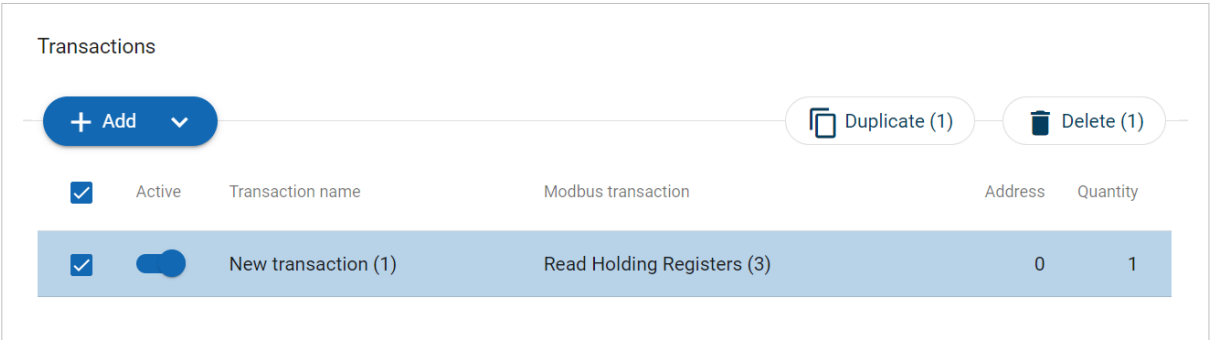 Transactions
Add
Duplicate (1)
Delete (1)
Active Transaction name Modbus transaction Address Quantity
New transaction (1) Read Holding Registers (3) 0 1